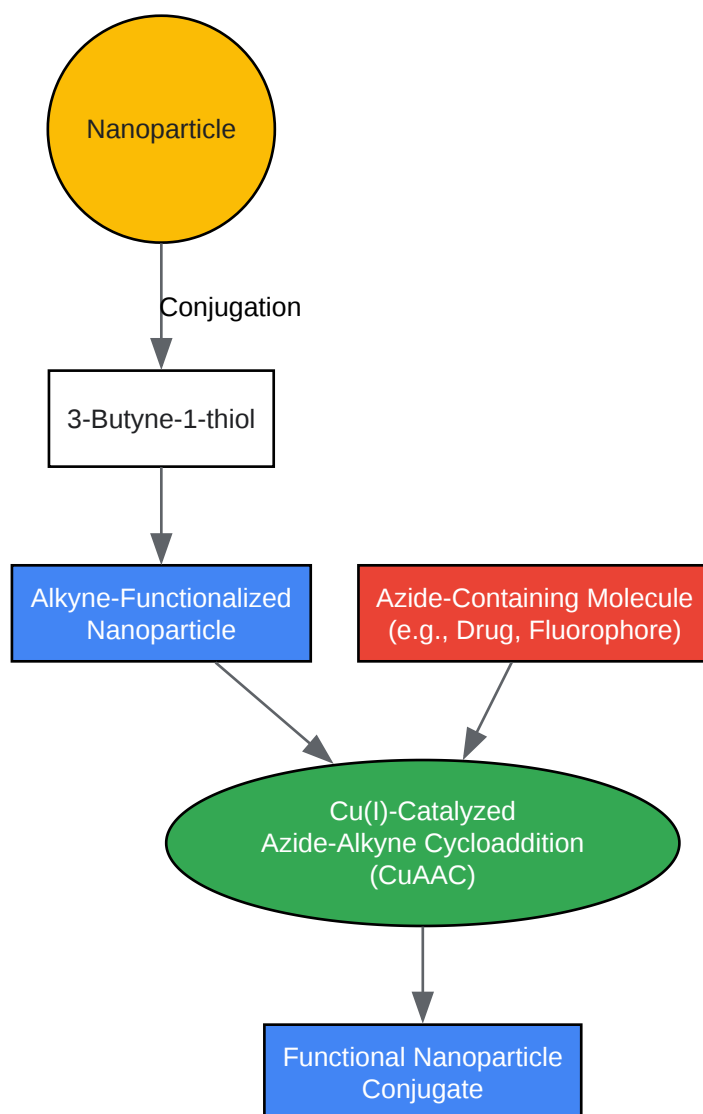 Nanoparticle
Conjugation
3-Butyne-1-thiol
Alkyne-Functionalized
Nanoparticle
Azide-Containing Molecule
(e.g., Drug, Fluorophore)
Cu(I)-Catalyzed
Azide-Alkyne Cycloaddition
(CuAAC)
Functional Nanoparticle
Conjugate